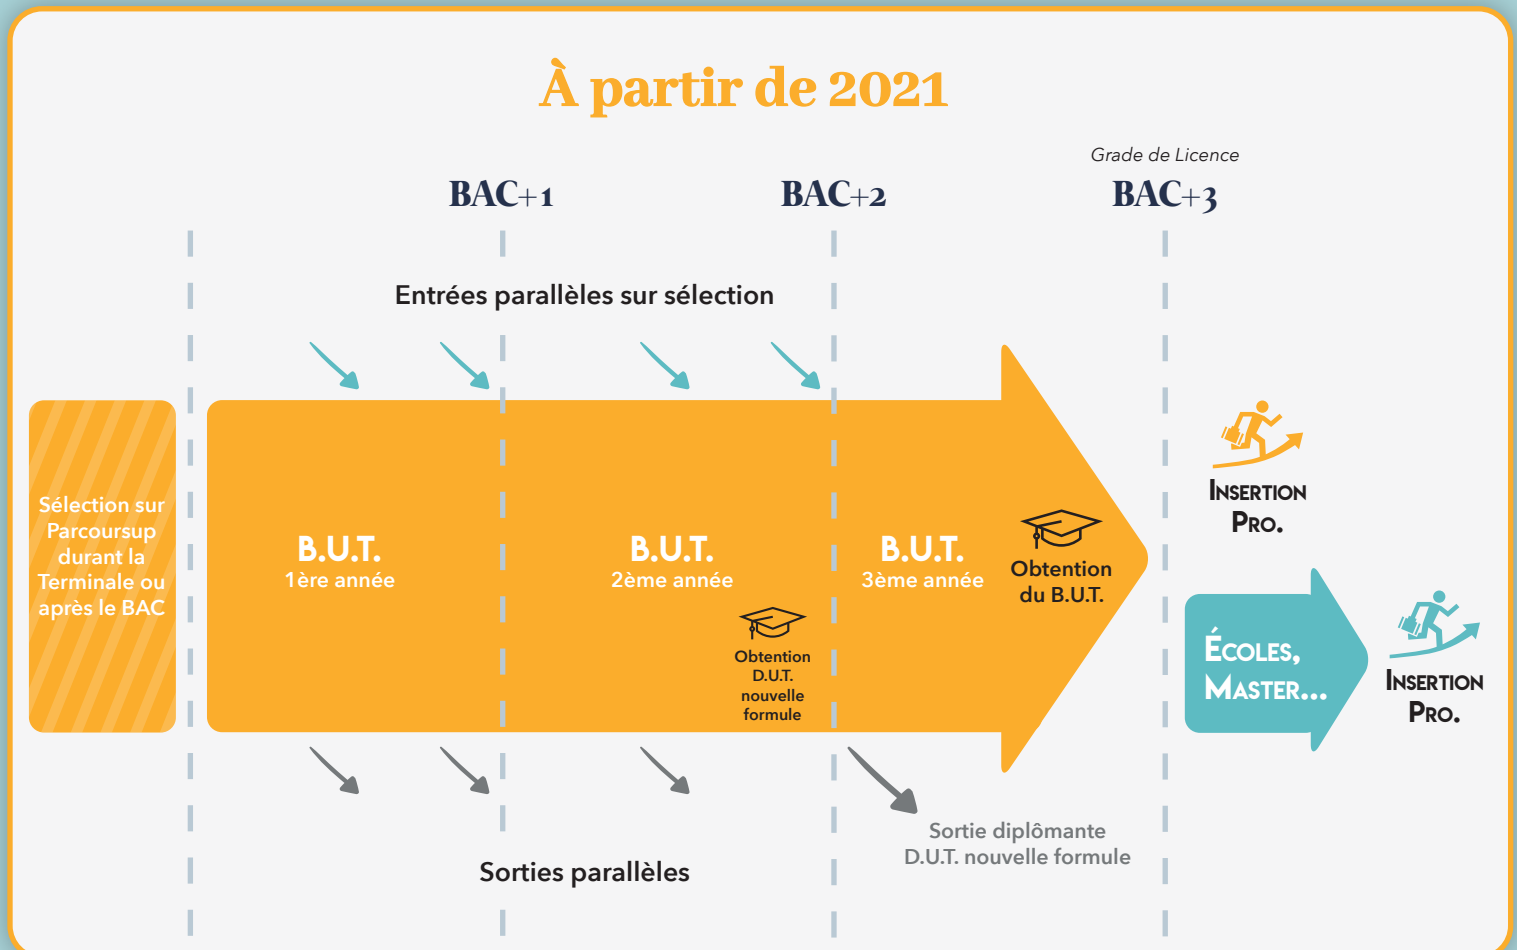 À partir de 2021
Grade de Licence
BAC+1
BAC+2
BAC+3
Entrées parallèles sur sélection
Sélection sur
Parcoursup
durant la
Terminale ou
après le BAC
B.U.T.
1ère année
B.U.T.
2ème année
Obtention
D.U.T.
nouvelle
formule
B.U.T.
3ème année
Obtention
du B.U.T.
INSERTION
PRO.
ÉCOLES,
MASTER...
INSERTION
PRO.
Sortie diplômante
D.U.T. nouvelle formule
Sorties parallèles